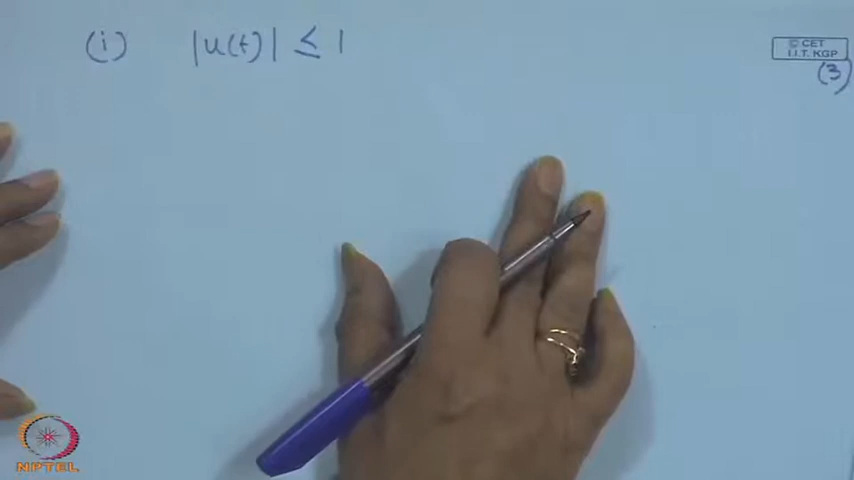 (i) |u(t)| ≤ 1
© CET
I.I.T. KGP
(3)
NPTEL